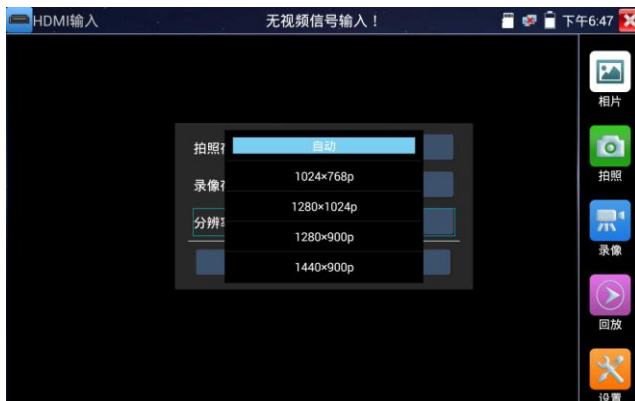 HDMI输入
无视频信号输入！
下午6:47
相片
拍照
录像
回放
设置
拍照
自动
1024×768p
录像
1280×1024p
分辨
1280×900p
1440×900p